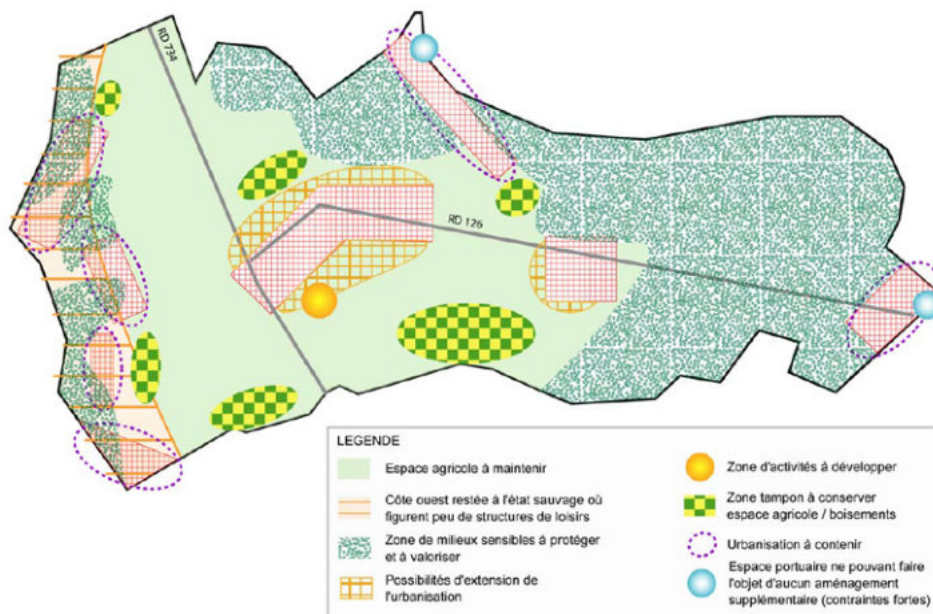 RD 734
RD 126
LEGENDE
Espace agricole à maintenir
Côte ouest restée à l'état sauvage où
figurent peu de structures de loisirs
Zone de milieux sensibles à protéger
et à valoriser
Possibilités d'extension de
l'urbanisation
Zone d'activités à développer
Zone tampon à conserver
espace agricole / boisements
Urbanisation à contenir
Espace portuaire ne pouvant faire
l'objet d'aucun aménagement
supplémentaire (contraintes fortes)